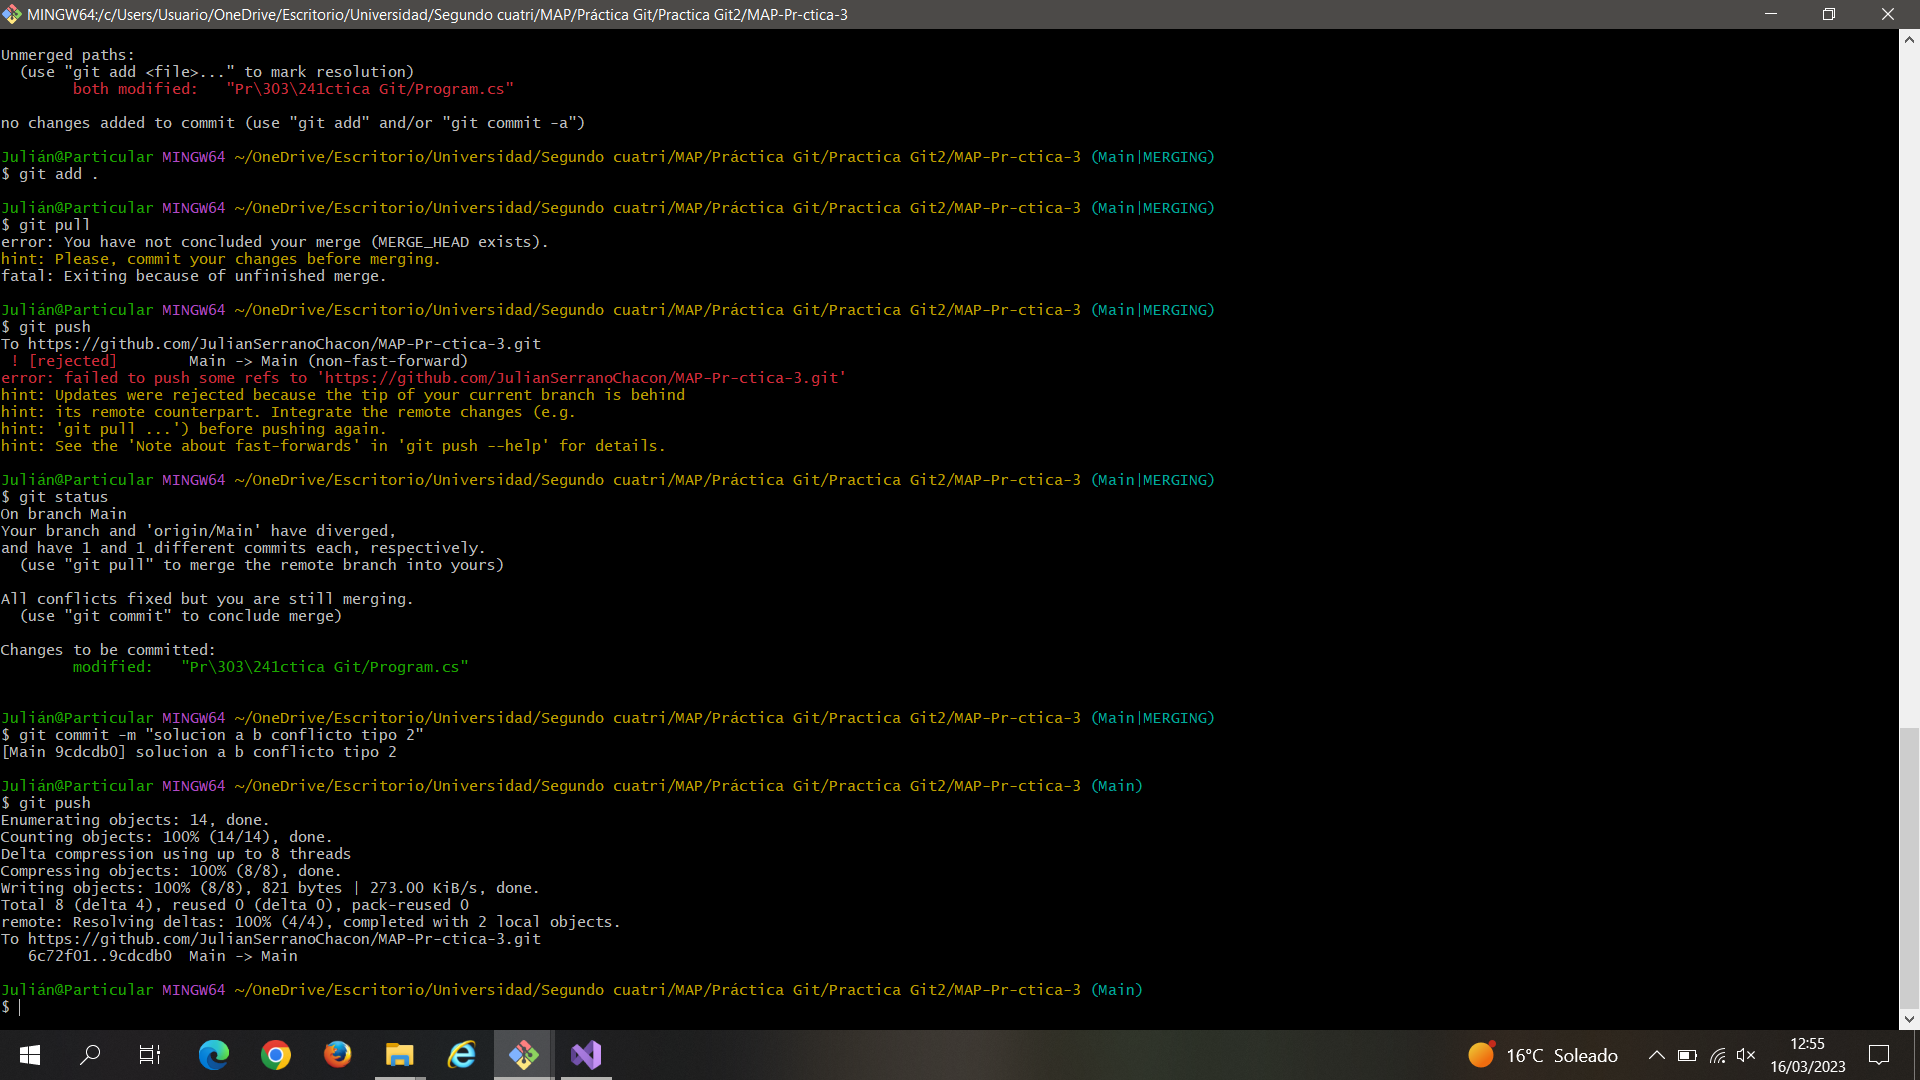 MINGW64:/c/Users/Usuario/OneDrive/Escritorio/Universidad/Segundo cuatri/MAP/Práctica Git/Practica Git2/MAP-Pr-ctica-3
Unmerged paths:
  (use "git add <file>..." to mark resolution)
        both modified:   "Pr\303\241ctica Git/Program.cs"
no changes added to commit (use "git add" and/or "git commit -a")
Julián@Particular MINGW64 ~/OneDrive/Escritorio/Universidad/Segundo cuatri/MAP/Práctica Git/Practica Git2/MAP-Pr-ctica-3 (Main|MERGING)
$ git add .
Julián@Particular MINGW64 ~/OneDrive/Escritorio/Universidad/Segundo cuatri/MAP/Práctica Git/Practica Git2/MAP-Pr-ctica-3 (Main|MERGING)
$ git pull
error: You have not concluded your merge (MERGE_HEAD exists).
hint: Please, commit your changes before merging.
fatal: Exiting because of unfinished merge.
Julián@Particular MINGW64 ~/OneDrive/Escritorio/Universidad/Segundo cuatri/MAP/Práctica Git/Practica Git2/MAP-Pr-ctica-3 (Main|MERGING)
$ git push
To https://github.com/JulianSerranoChacon/MAP-Pr-ctica-3.git
 ! [rejected]        Main -> Main (non-fast-forward)
error: failed to push some refs to 'https://github.com/JulianSerranoChacon/MAP-Pr-ctica-3.git'
hint: Updates were rejected because the tip of your current branch is behind
hint: its remote counterpart. Integrate the remote changes (e.g.
hint: 'git pull ...') before pushing again.
hint: See the 'Note about fast-forwards' in 'git push --help' for details.
Julián@Particular MINGW64 ~/OneDrive/Escritorio/Universidad/Segundo cuatri/MAP/Práctica Git/Practica Git2/MAP-Pr-ctica-3 (Main|MERGING)
$ git status
On branch Main
Your branch and 'origin/Main' have diverged,
and have 1 and 1 different commits each, respectively.
  (use "git pull" to merge the remote branch into yours)
All conflicts fixed but you are still merging.
  (use "git commit" to conclude merge)
Changes to be committed:
        modified:   "Pr\303\241ctica Git/Program.cs"
Julián@Particular MINGW64 ~/OneDrive/Escritorio/Universidad/Segundo cuatri/MAP/Práctica Git/Practica Git2/MAP-Pr-ctica-3 (Main|MERGING)
$ git commit -m "solucion a b conflicto tipo 2"
[Main 9cdcdb0] solucion a b conflicto tipo 2
Julián@Particular MINGW64 ~/OneDrive/Escritorio/Universidad/Segundo cuatri/MAP/Práctica Git/Practica Git2/MAP-Pr-ctica-3 (Main)
$ git push
Enumerating objects: 14, done.
Counting objects: 100% (14/14), done.
Delta compression using up to 8 threads
Compressing objects: 100% (8/8), done.
Writing objects: 100% (8/8), 821 bytes | 273.00 KiB/s, done.
Total 8 (delta 4), reused 0 (delta 0), pack-reused 0
remote: Resolving deltas: 100% (4/4), completed with 2 local objects.
To https://github.com/JulianSerranoChacon/MAP-Pr-ctica-3.git
   6c72f01..9cdcdb0  Main -> Main
Julián@Particular MINGW64 ~/OneDrive/Escritorio/Universidad/Segundo cuatri/MAP/Práctica Git/Practica Git2/MAP-Pr-ctica-3 (Main)
$
16°C Soleado
12:55
16/03/2023